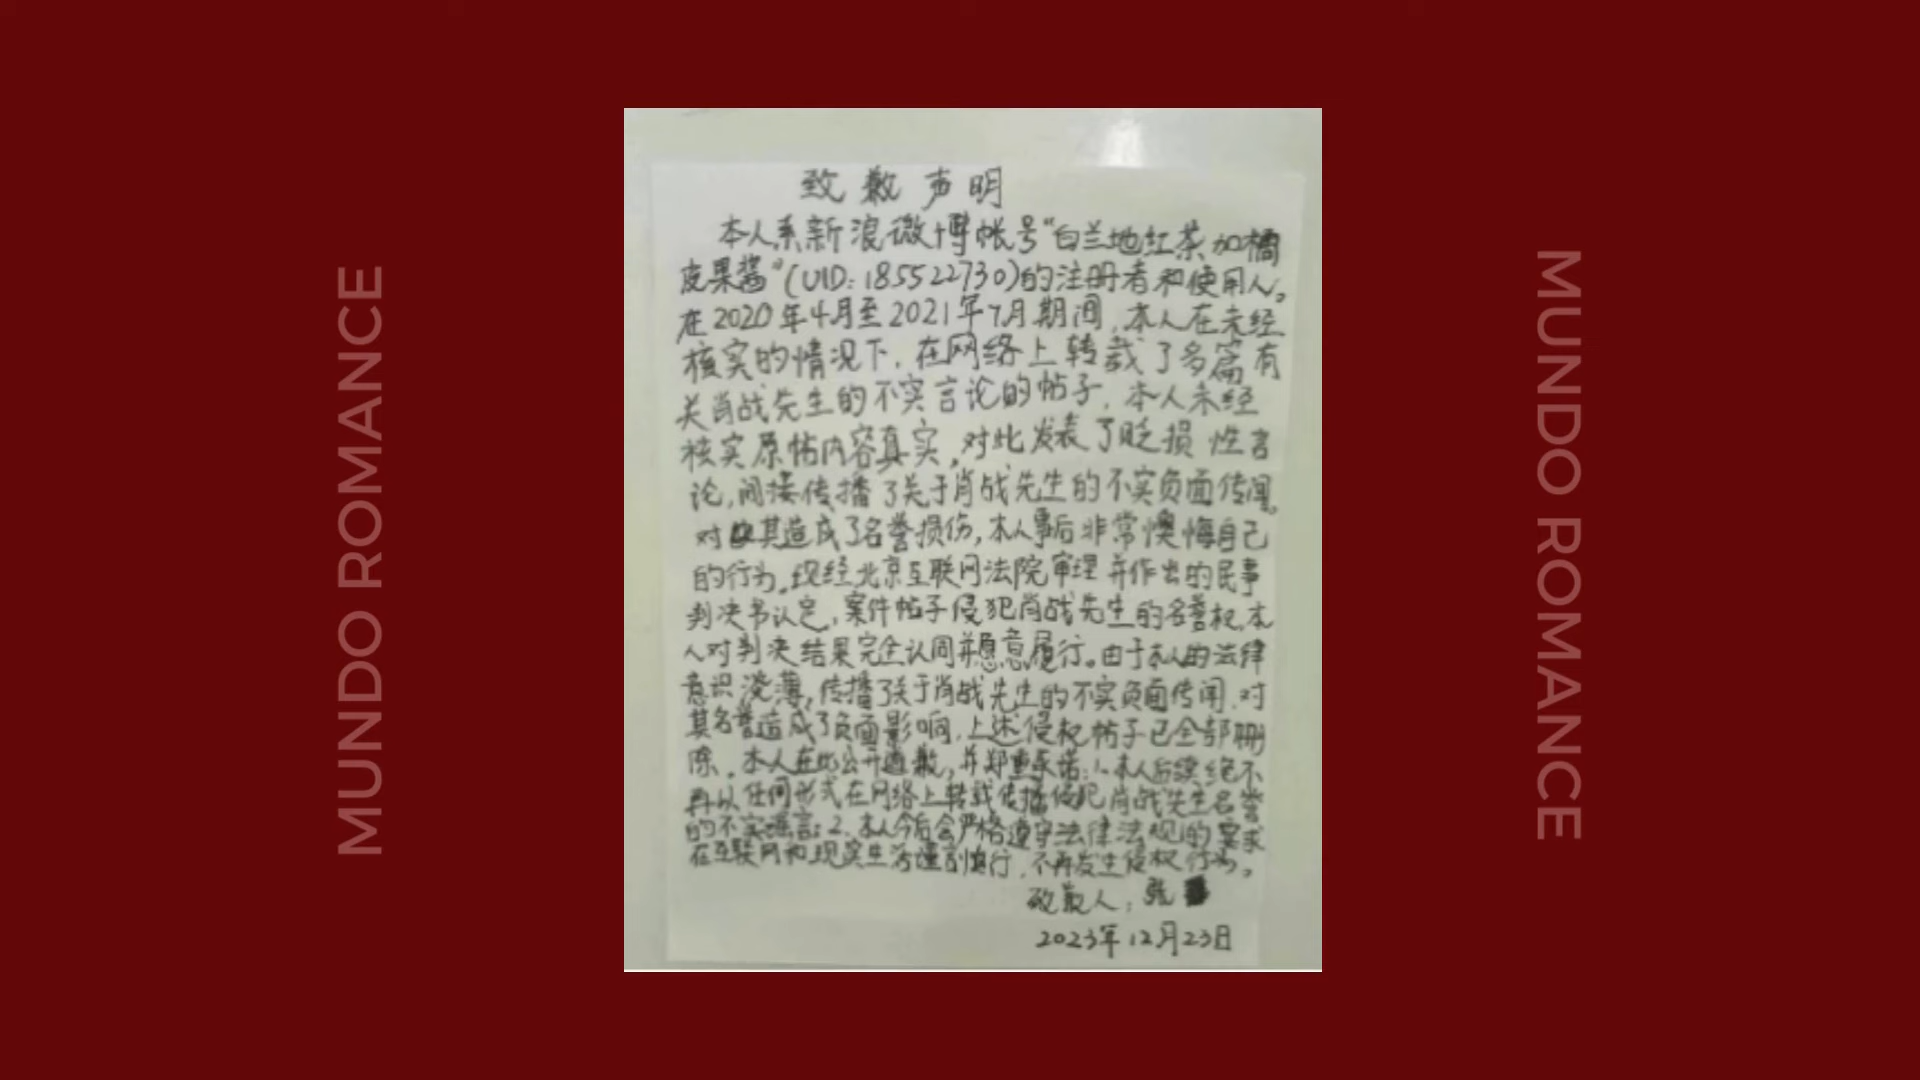 MUNDO ROMANCE
致歉声明
本人系新浪微博帐号“白兰地红茶加橘
皮果酱”(UID:185522730)的注册者和使用人。
在2020年4月至2021年7月期间,本人在未经
核实的情况下,在网络上转载了多篇有
关肖战先生的不实言论的帖子,本人未经
核实原帖内容真实,对此发表了贬损性言
论,间接传播了关于肖战先生的不实负面传闻。
对其造成了名誉损伤,本人事后非常懊悔自己
的行为。现经北京互联网法院审理并作出的民事
判决书认定,案件帖子侵犯肖战先生的名誉权,本
人对判决结果完全认同并愿意履行。由于本人的法律
意识淡薄,传播了关于肖战先生的不实负面传闻,对
其名誉造成了负面影响,上述侵权帖子已全部删
除。本人在此公开道歉,并郑重承诺:1.本人后续绝不
再以任何形式在网络上转载传播侵犯肖战先生名誉
的不实谣言;2.本人今后会严格遵守法律法规的要求
在互联网和现实生活谨言慎行,不再发生侵权行为。
致歉人:张
2023年12月23日
MUNDO ROMANCE